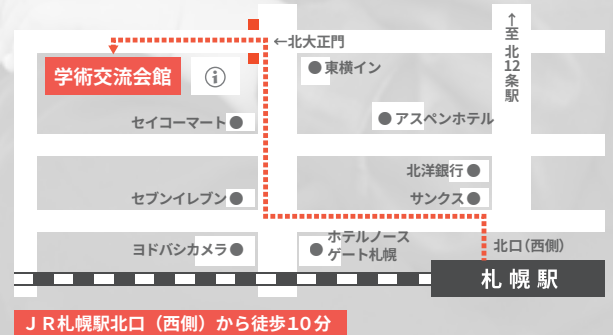 ←北大正門
↑至 北12条駅
学術交流会館
i
東横イン
セイコーマート
アスペンホテル
北洋銀行
セブンイレブン
サンクス
ヨドバシカメラ
ホテルノース
ゲート札幌
北口(西側)
札幌駅
ＪＲ札幌駅北口（西側）から徒歩10分